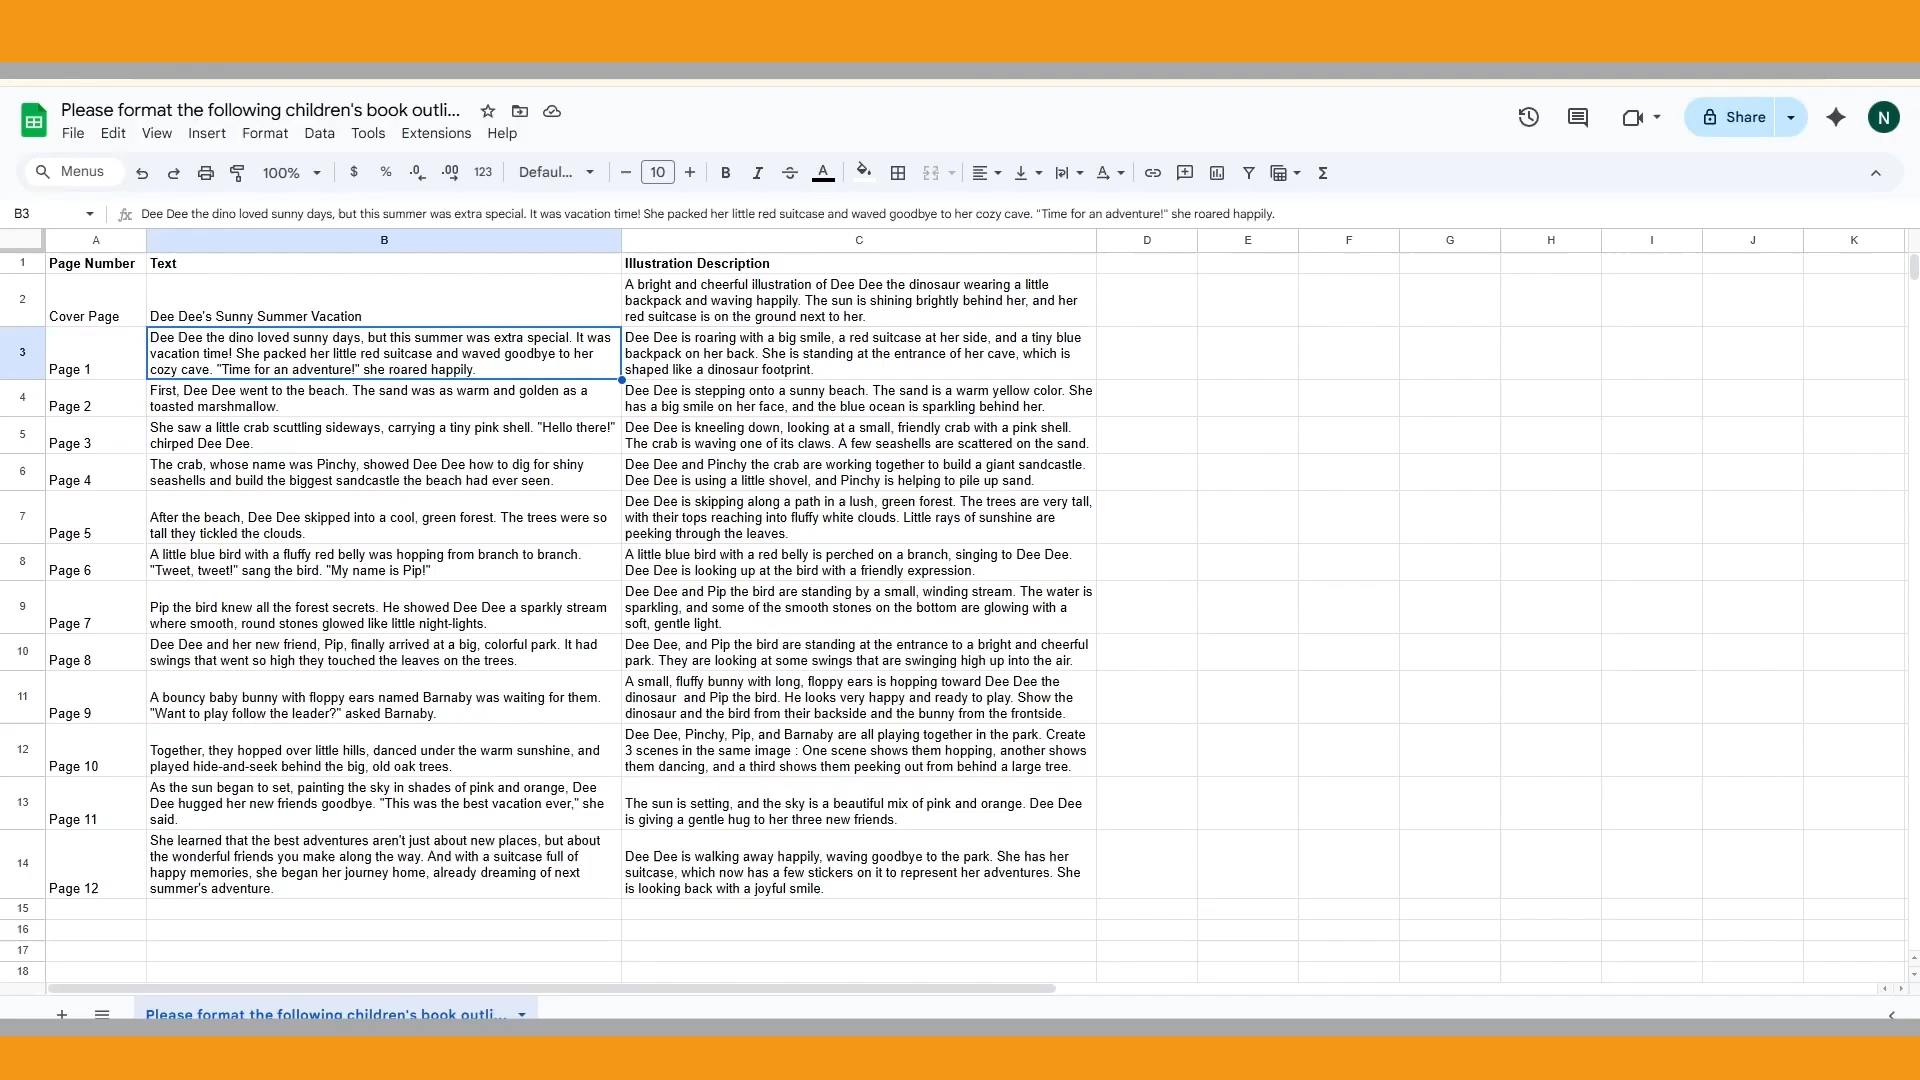 Please format the following children's book outli...
File Edit View Insert Format Data Tools Extensions Help
Share
N
Menus
100%
$ % .0 .00 123
Defaul...
10
B I A
B3
fx Dee Dee the dino loved sunny days, but this summer was extra special. It was vacation time! She packed her little red suitcase and waved goodbye to her cozy cave. "Time for an adventure!" she roared happily.
A B C D E F G H I J K
1 Page Number Text Illustration Description
2
Cover Page
Dee Dee's Sunny Summer Vacation
A bright and cheerful illustration of Dee Dee the dinosaur wearing a little
backpack and waving happily. The sun is shining brightly behind her, and her
red suitcase is on the ground next to her.
3
Page 1
Dee Dee the dino loved sunny days, but this summer was extra special. It was
vacation time! She packed her little red suitcase and waved goodbye to her
cozy cave. "Time for an adventure!" she roared happily.
Dee Dee is roaring with a big smile, a red suitcase at her side, and a tiny blue
backpack on her back. She is standing at the entrance of her cave, which is
shaped like a dinosaur footprint.
4
Page 2
First, Dee Dee went to the beach. The sand was as warm and golden as a
toasted marshmallow.
Dee Dee is stepping onto a sunny beach. The sand is a warm yellow color. She
has a big smile on her face, and the blue ocean is sparkling behind her.
5
Page 3
She saw a little crab scuttling sideways, carrying a tiny pink shell. "Hello there!"
chirped Dee Dee.
Dee Dee is kneeling down, looking at a small, friendly crab with a pink shell.
The crab is waving one of its claws. A few seashells are scattered on the sand.
6
Page 4
The crab, whose name was Pinchy, showed Dee Dee how to dig for shiny
seashells and build the biggest sandcastle the beach had ever seen.
Dee Dee and Pinchy the crab are working together to build a giant sandcastle.
Dee Dee is using a little shovel, and Pinchy is helping to pile up sand.
7
Page 5
After the beach, Dee Dee skipped into a cool, green forest. The trees were so
tall they tickled the clouds.
Dee Dee is skipping along a path in a lush, green forest. The trees are very tall,
with their tops reaching into fluffy white clouds. Little rays of sunshine are
peeking through the leaves.
8
Page 6
A little blue bird with a fluffy red belly was hopping from branch to branch.
"Tweet, tweet!" sang the bird. "My name is Pip!"
A little blue bird with a red belly is perched on a branch, singing to Dee Dee.
Dee Dee is looking up at the bird with a friendly expression.
9
Page 7
Pip the bird knew all the forest secrets. He showed Dee Dee a sparkly stream
where smooth, round stones glowed like little night-lights.
Dee Dee and Pip the bird are standing by a small, winding stream. The water is
sparkling, and some of the smooth stones on the bottom are glowing with a
soft, gentle light.
10
Page 8
Dee Dee and her new friend, Pip, finally arrived at a big, colorful park. It had
swings that went so high they touched the leaves on the trees.
Dee Dee, and Pip the bird are standing at the entrance to a bright and cheerful
park. They are looking at some swings that are swinging high up into the air.
11
Page 9
A bouncy baby bunny with floppy ears named Barnaby was waiting for them.
"Want to play follow the leader?" asked Barnaby.
A small, fluffy bunny with long, floppy ears is hopping toward Dee Dee the
dinosaur  and Pip the bird. He looks very happy and ready to play. Show the
dinosaur and the bird from their backside and the bunny from the frontside.
12
Page 10
Together, they hopped over little hills, danced under the warm sunshine, and
played hide-and-seek behind the big, old oak trees.
Dee Dee, Pinchy, Pip, and Barnaby are all playing together in the park. Create
3 scenes in the same image : One scene shows them hopping, another shows
them dancing, and a third shows them peeking out from behind a large tree.
13
Page 11
As the sun began to set, painting the sky in shades of pink and orange, Dee
Dee hugged her new friends goodbye. "This was the best vacation ever," she
said.
The sun is setting, and the sky is a beautiful mix of pink and orange. Dee Dee
is giving a gentle hug to her three new friends.
14
Page 12
She learned that the best adventures aren't just about new places, but about
the wonderful friends you make along the way. And with a suitcase full of
happy memories, she began her journey home, already dreaming of next
summer's adventure.
Dee Dee is walking away happily, waving goodbye to the park. She has her
suitcase, which now has a few stickers on it to represent her adventures. She
is looking back with a joyful smile.
15
16
17
18
Please format the following children's book outli...